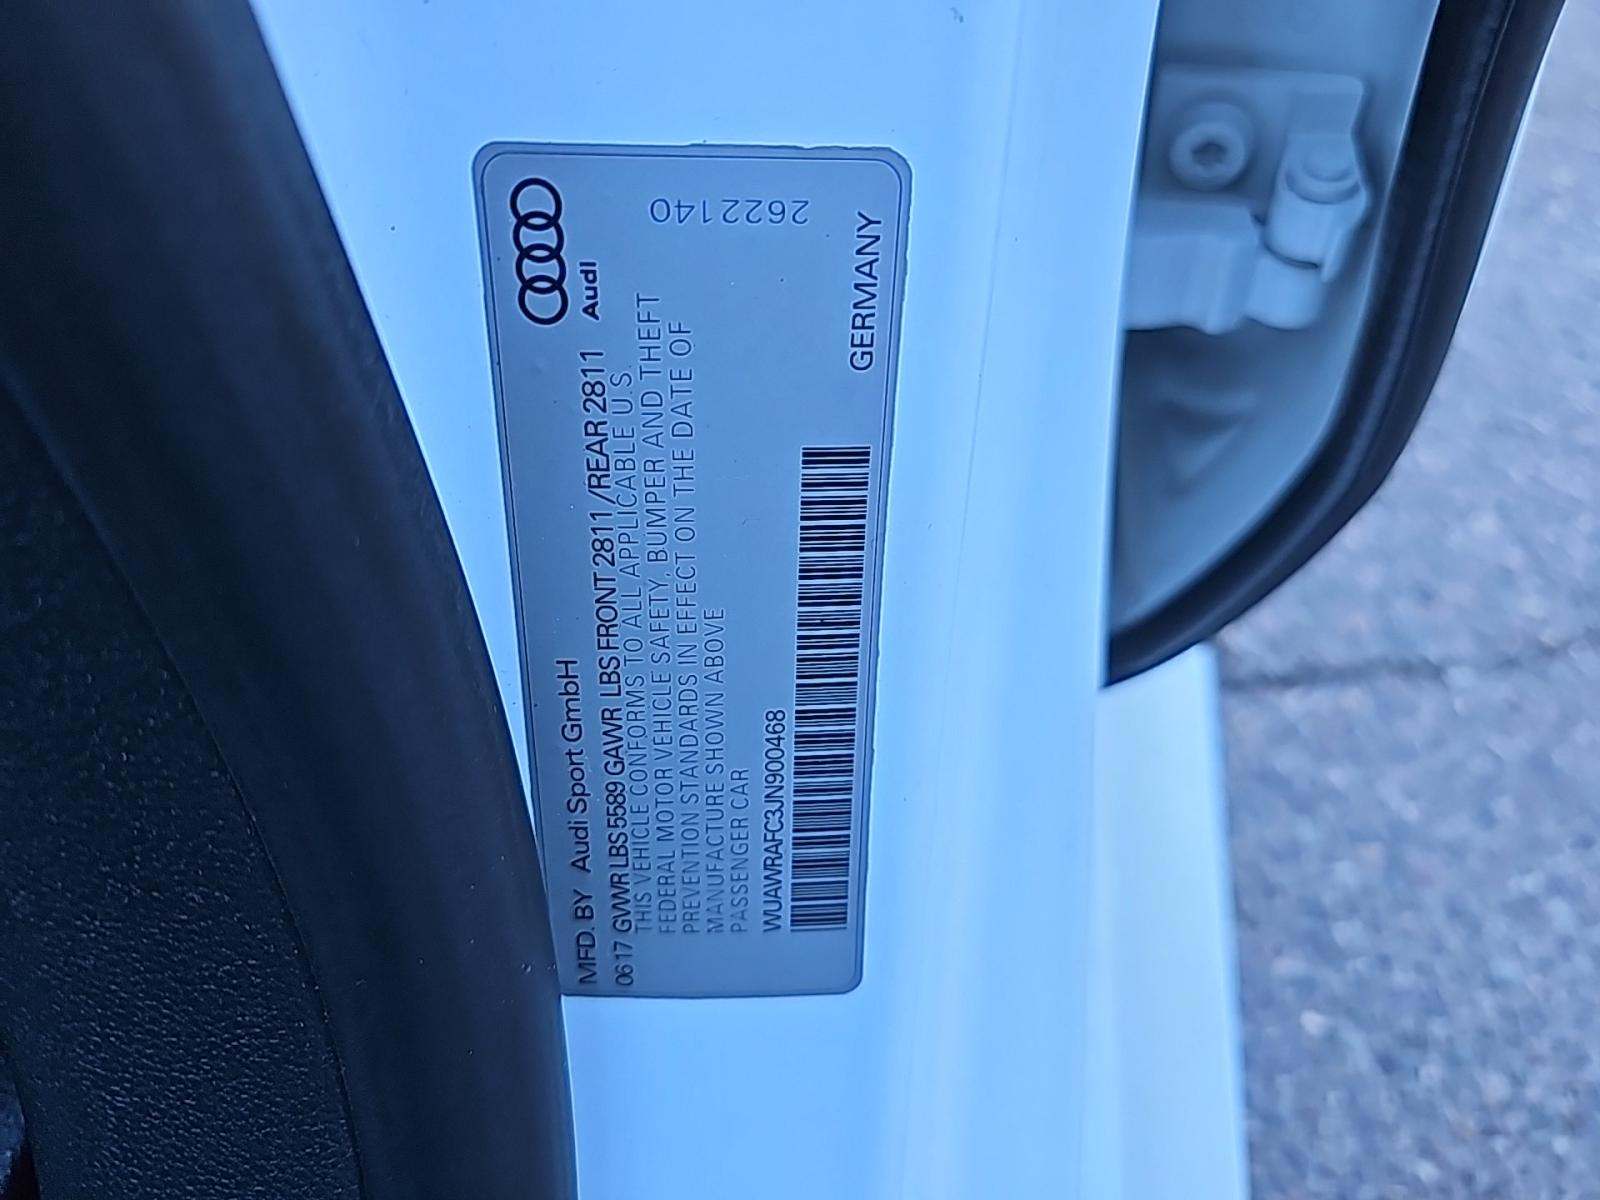 MFD. BY Audi Sport GmbH
0617 GVWR LBS 5589 GAWR LBS FRONT 2811/REAR 2811
Audi
THIS VEHICLE CONFORMS TO ALL APPLICABLE U.S.
FEDERAL MOTOR VEHICLE SAFETY, BUMPER AND THEFT
PREVENTION STANDARDS IN EFFECT ON THE DATE OF
MANUFACTURE SHOWN ABOVE
PASSENGER CAR
2622140
WUAWRAFC3JN900468
GERMANY